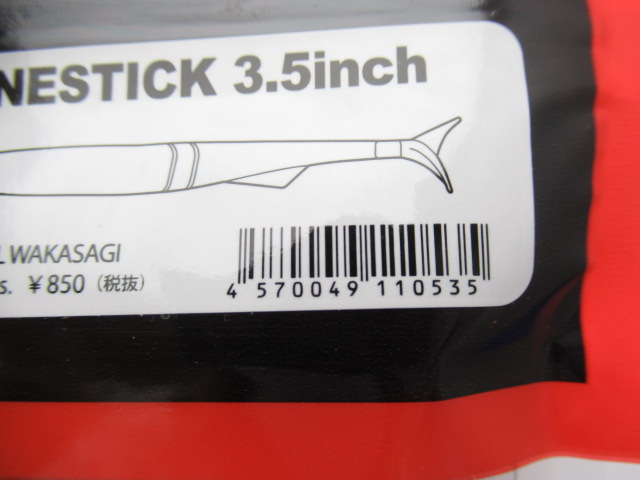 NESTICK 3.5inch
L WAKASAGI
s. ￥850（税抜）
4 570049 110535